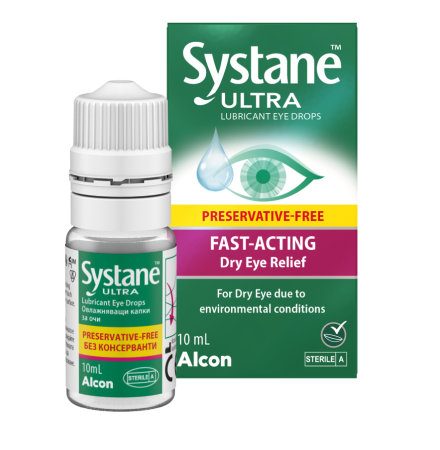 Systane™
ULTRA
LUBRICANT EYE DROPS
PRESERVATIVE-FREE
FAST-ACTING
Dry Eye Relief
For Dry Eye due to
environmental conditions
10 mL
Alcon
STERILE A
Systane™
ULTRA
Lubricant Eye Drops
Овлажняващи капки
за очи
PRESERVATIVE-FREE
БЕЗ КОНСЕРВАНТИ
10mL
Alcon
STERILE A